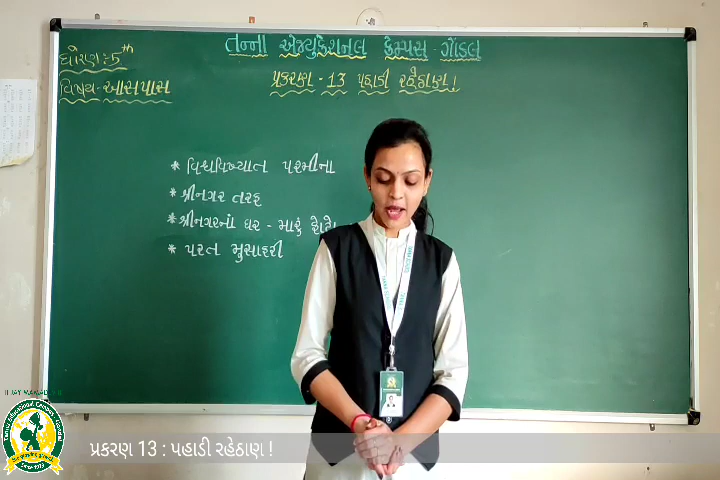 તન્ના એજ્યુકેશનલ કેમ્પસ - ગોંડલ
ધોરણ :- 5th
વિષય - આસપાસ
પ્રકરણ - 13 પહાડી રહેઠાણ !
* વિશ્વવિખ્યાત પશ્મીના
* શ્રીનગર તરફ
* શ્રીનગરનાં ઘર - મારું ફોટો
* પરત મુસાફરી
પ્રકરણ 13 : પહાડી રહેઠાણ !